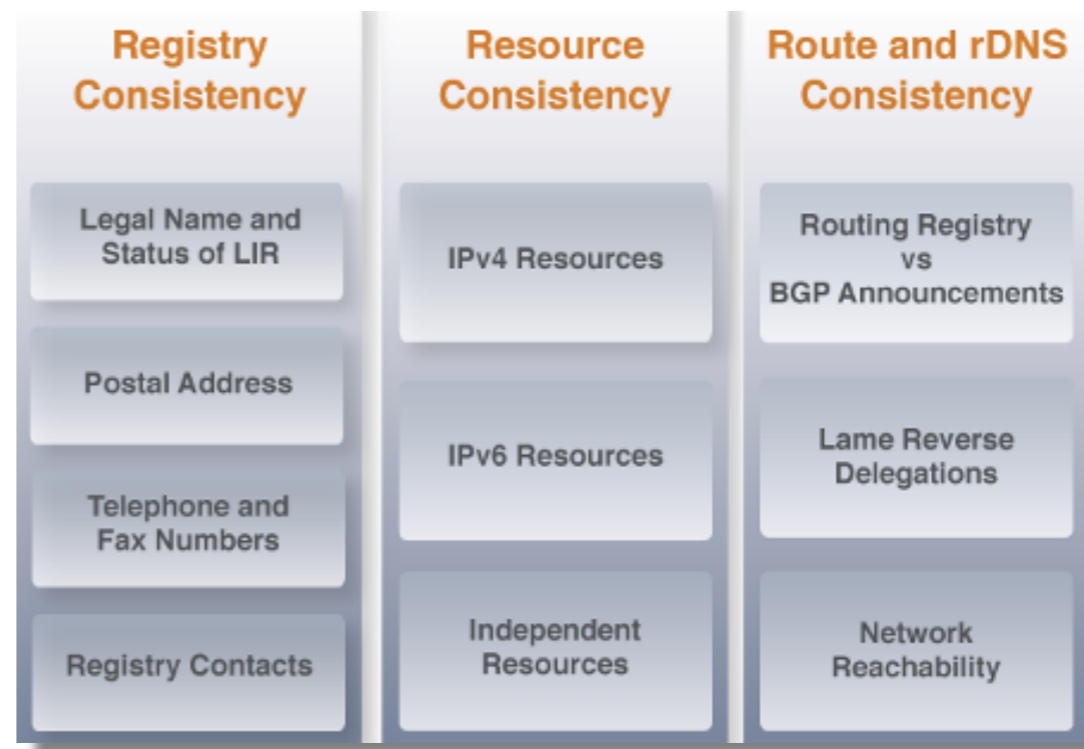 Registry
Consistency
Legal Name and
Status of LIR
Postal Address
Telephone and
Fax Numbers
Registry Contacts
Resource
Consistency
IPv4 Resources
IPv6 Resources
Independent
Resources
Route and rDNS
Consistency
Routing Registry
vs
BGP Announcements
Lame Reverse
Delegations
Network
Reachability